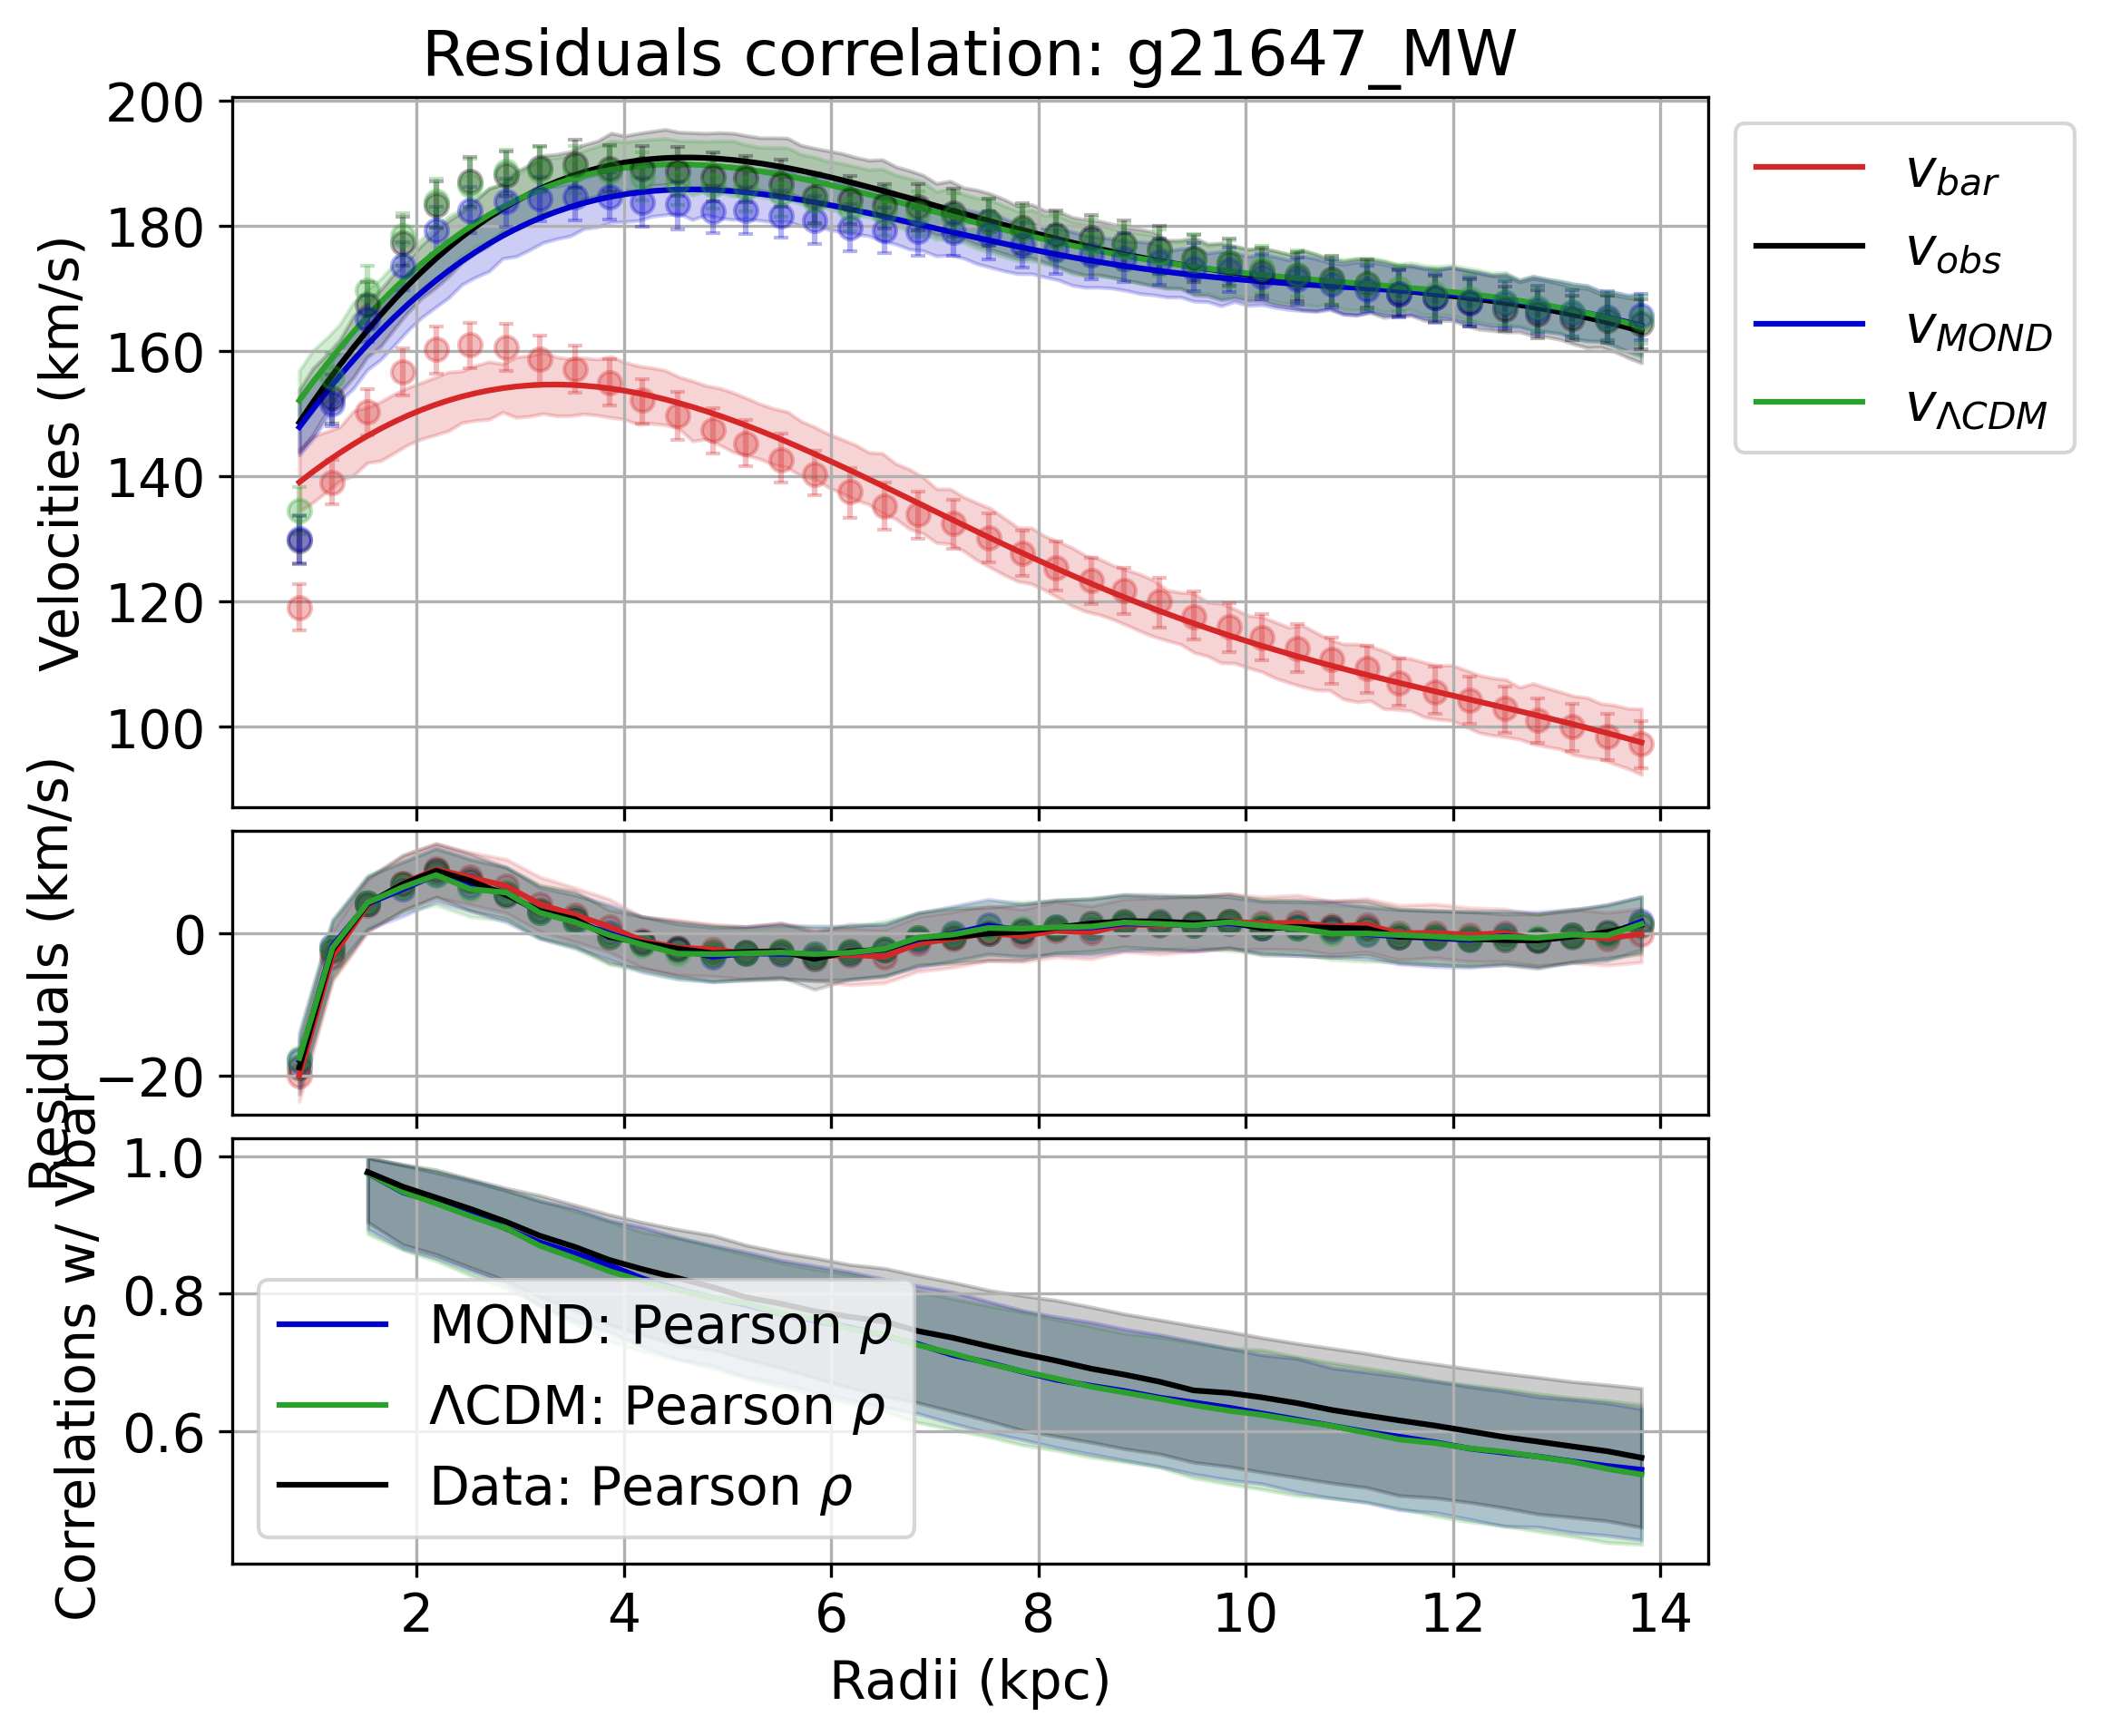 Residuals correlation: g21647_MW
200
180
160
140
120
100
Velocities (km/s)
v_bar
v_obs
v_MOND
v_ΛCDM
0
−20
Residuals (km/s)
1.0
0.8
0.6
Correlations w/ Vbar
MOND: Pearson ρ
ΛCDM: Pearson ρ
Data: Pearson ρ
2 4 6 8 10 12 14
Radii (kpc)